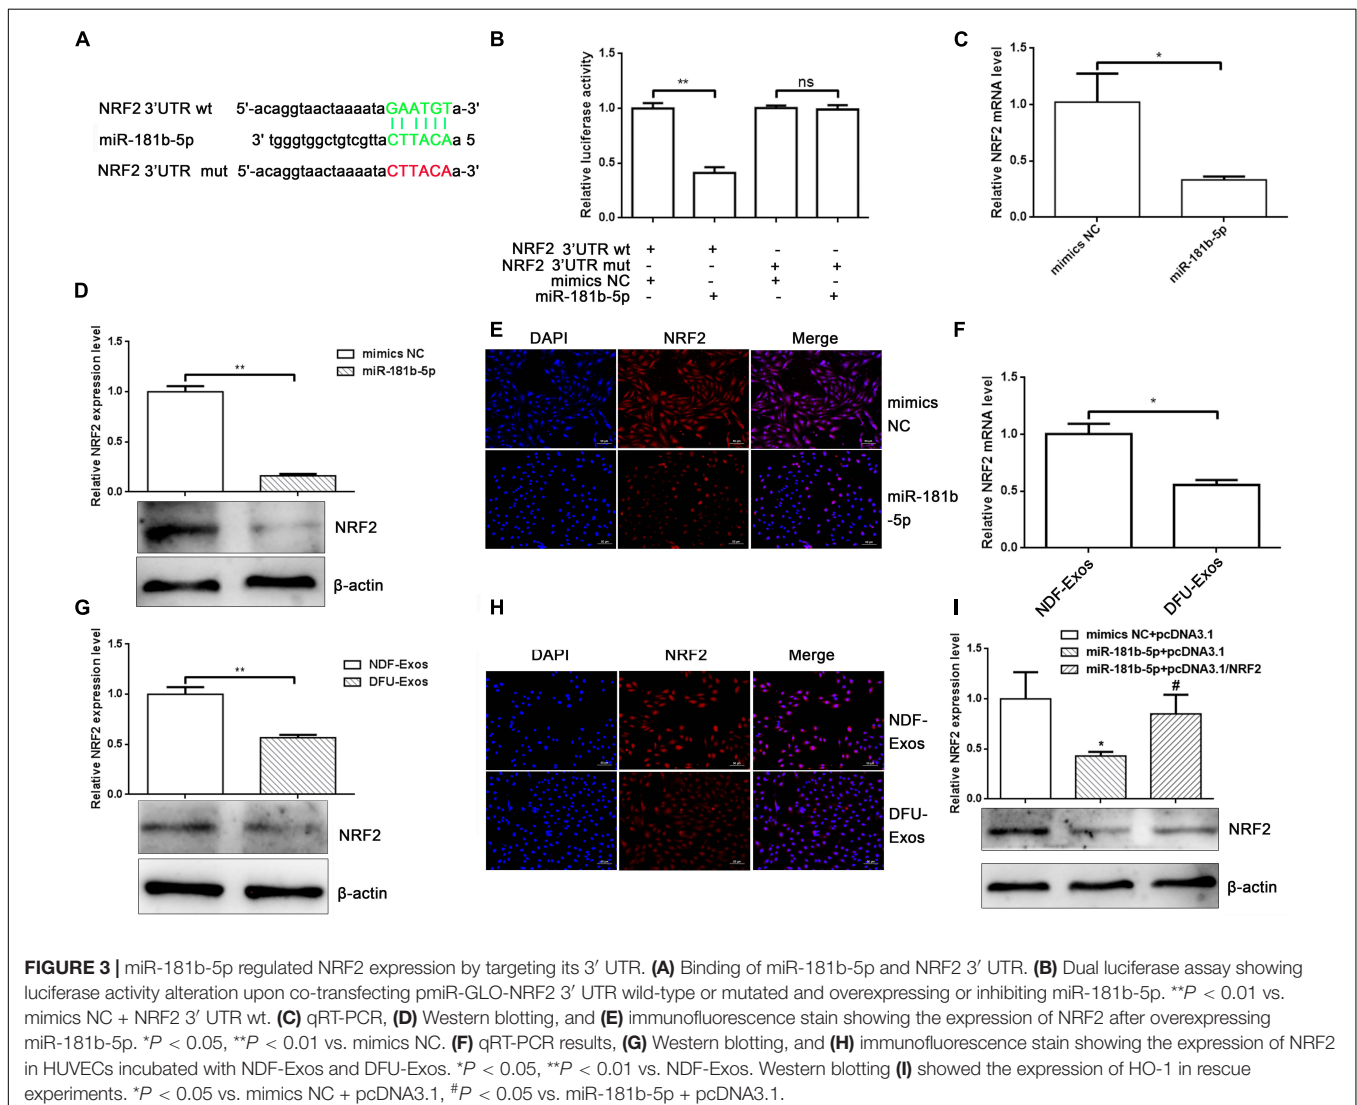 A
NRF2 3'UTR wt 5'-acaggtaactaaaataGAATGTa-3'
miR-181b-5p 3' tgggtggctgtcgttaCTTACAa 5
NRF2 3'UTR mut 5'-acaggtaactaaaataCTTACAa-3'
B
Relative luciferase activity
1.5
1.0
0.5
0.0
**
ns
NRF2 3'UTR wt + + - -
NRF2 3'UTR mut - - + +
mimics NC + - + -
miR-181b-5p - + - +
C
Relative NRF2 mRNA level
1.5
1.0
0.5
0.0
*
mimics NC
miR-181b-5p
D
Relative NRF2 expression level
1.5
1.0
0.5
0.0
**
mimics NC
miR-181b-5p
NRF2
β-actin
E
DAPI NRF2 Merge
mimics
NC
miR-181b
-5p
F
Relative NRF2 mRNA level
1.5
1.0
0.5
0.0
*
NDF-Exos
DFU-Exos
G
Relative NRF2 expression level
1.5
1.0
0.5
0.0
**
NDF-Exos
DFU-Exos
NRF2
β-actin
H
DAPI NRF2 Merge
NDF-
Exos
DFU-
Exos
I
Relative NRF2 expression level
1.5
1.0
0.5
0.0
mimics NC+pcDNA3.1
miR-181b-5p+pcDNA3.1
miR-181b-5p+pcDNA3.1/NRF2
*
#
NRF2
β-actin
FIGURE 3 | miR-181b-5p regulated NRF2 expression by targeting its 3′ UTR. (A) Binding of miR-181b-5p and NRF2 3′ UTR. (B) Dual luciferase assay showing
luciferase activity alteration upon co-transfecting pmiR-GLO-NRF2 3′ UTR wild-type or mutated and overexpressing or inhibiting miR-181b-5p. **P < 0.01 vs.
mimics NC + NRF2 3′ UTR wt. (C) qRT-PCR, (D) Western blotting, and (E) immunofluorescence stain showing the expression of NRF2 after overexpressing
miR-181b-5p. *P < 0.05, **P < 0.01 vs. mimics NC. (F) qRT-PCR results, (G) Western blotting, and (H) immunofluorescence stain showing the expression of NRF2
in HUVECs incubated with NDF-Exos and DFU-Exos. *P < 0.05, **P < 0.01 vs. NDF-Exos. Western blotting (I) showed the expression of HO-1 in rescue
experiments. *P < 0.05 vs. mimics NC + pcDNA3.1, #P < 0.05 vs. miR-181b-5p + pcDNA3.1.